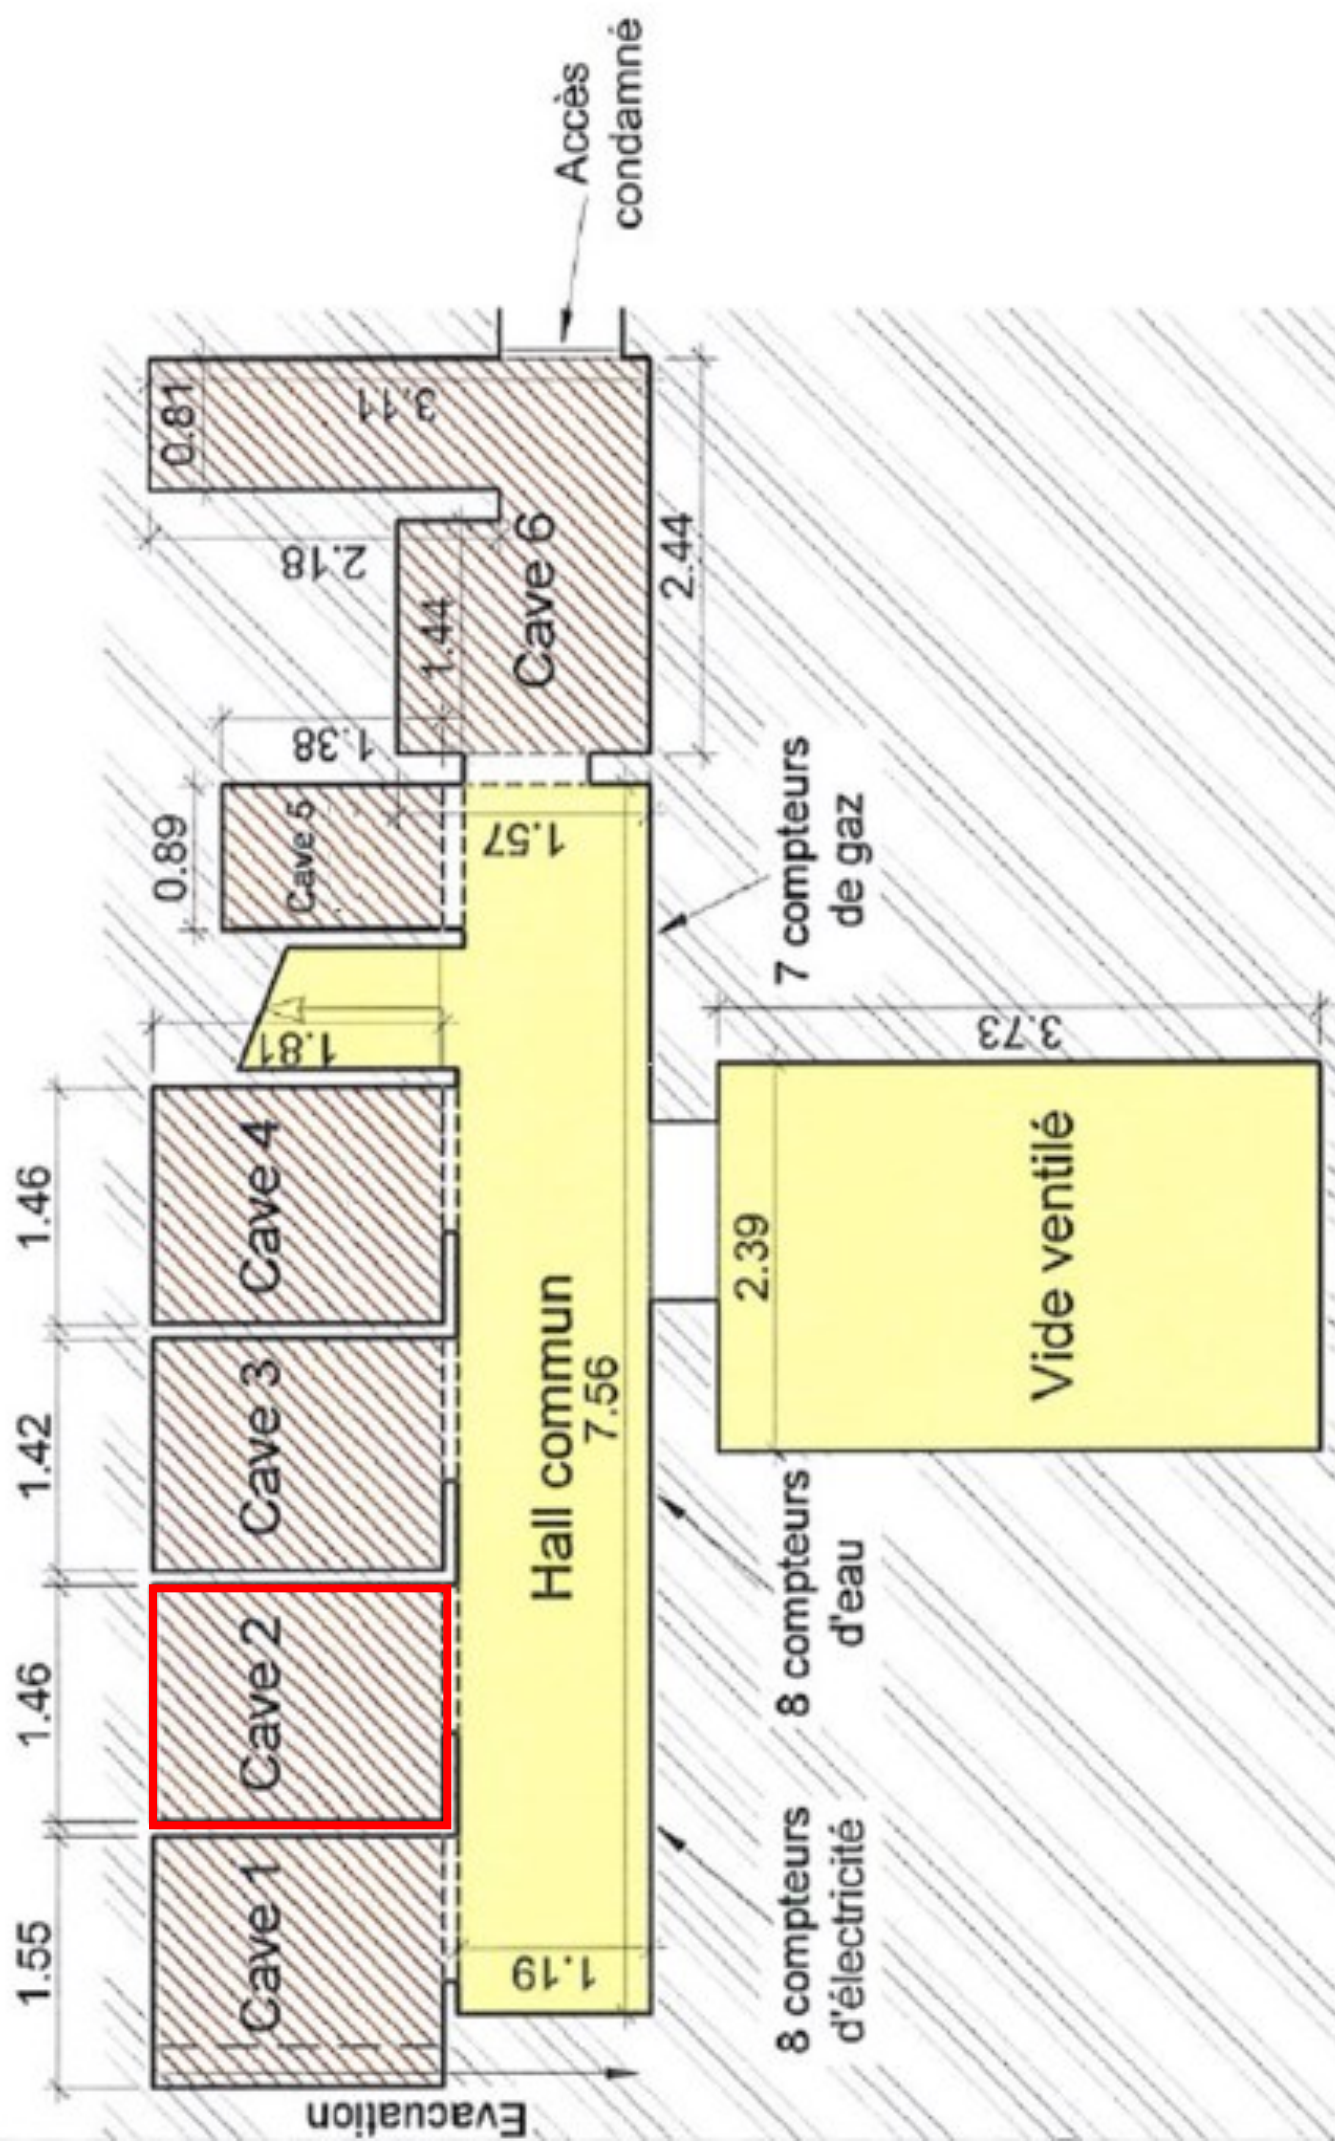 1.55
1.46
1.42
1.46
Cave 1
Cave 2
Cave 3
Cave 4
1.81
0.89
Cave 5
1.38
2.18
0.81
3.11
1.44
Cave 6
Accès
condamné
Evacuation
1.19
Hall commun
7.56
1.57
2.44
8 compteurs
d'électricité
8 compteurs
d'eau
7 compteurs
de gaz
2.39
3.73
Vide ventilé